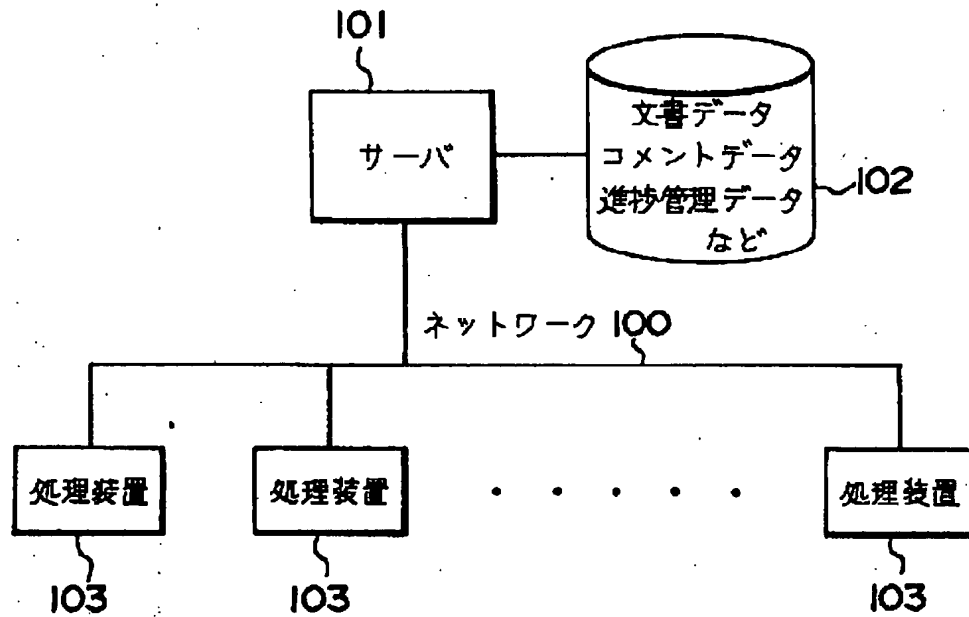 101
サーバ
文書データ
コメントデータ
進捗管理データ
など
102
ネットワーク 100
処理装置
処理装置
処理装置
103
103
103